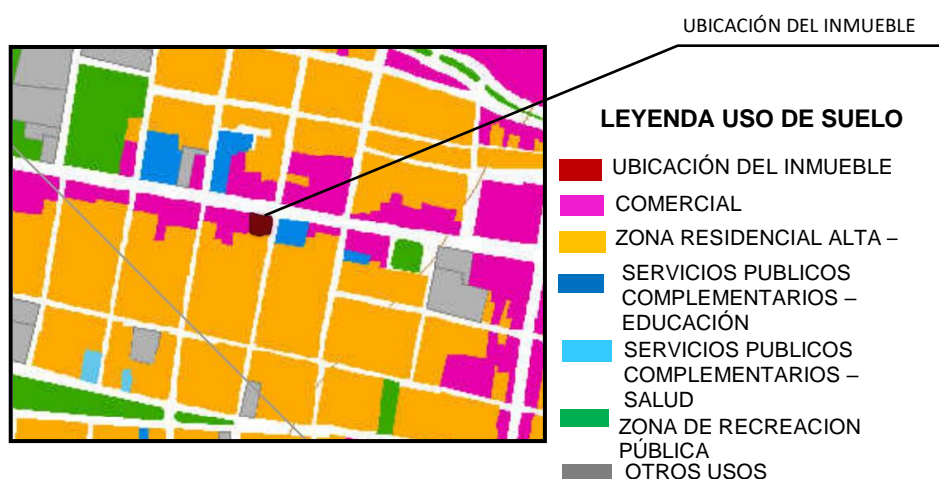 UBICACIÓN DEL INMUEBLE
LEYENDA USO DE SUELO
UBICACIÓN DEL INMUEBLE
COMERCIAL
ZONA RESIDENCIAL ALTA –
SERVICIOS PUBLICOS
COMPLEMENTARIOS –
EDUCACIÓN
SERVICIOS PUBLICOS
COMPLEMENTARIOS –
SALUD
ZONA DE RECREACION
PÚBLICA
OTROS USOS